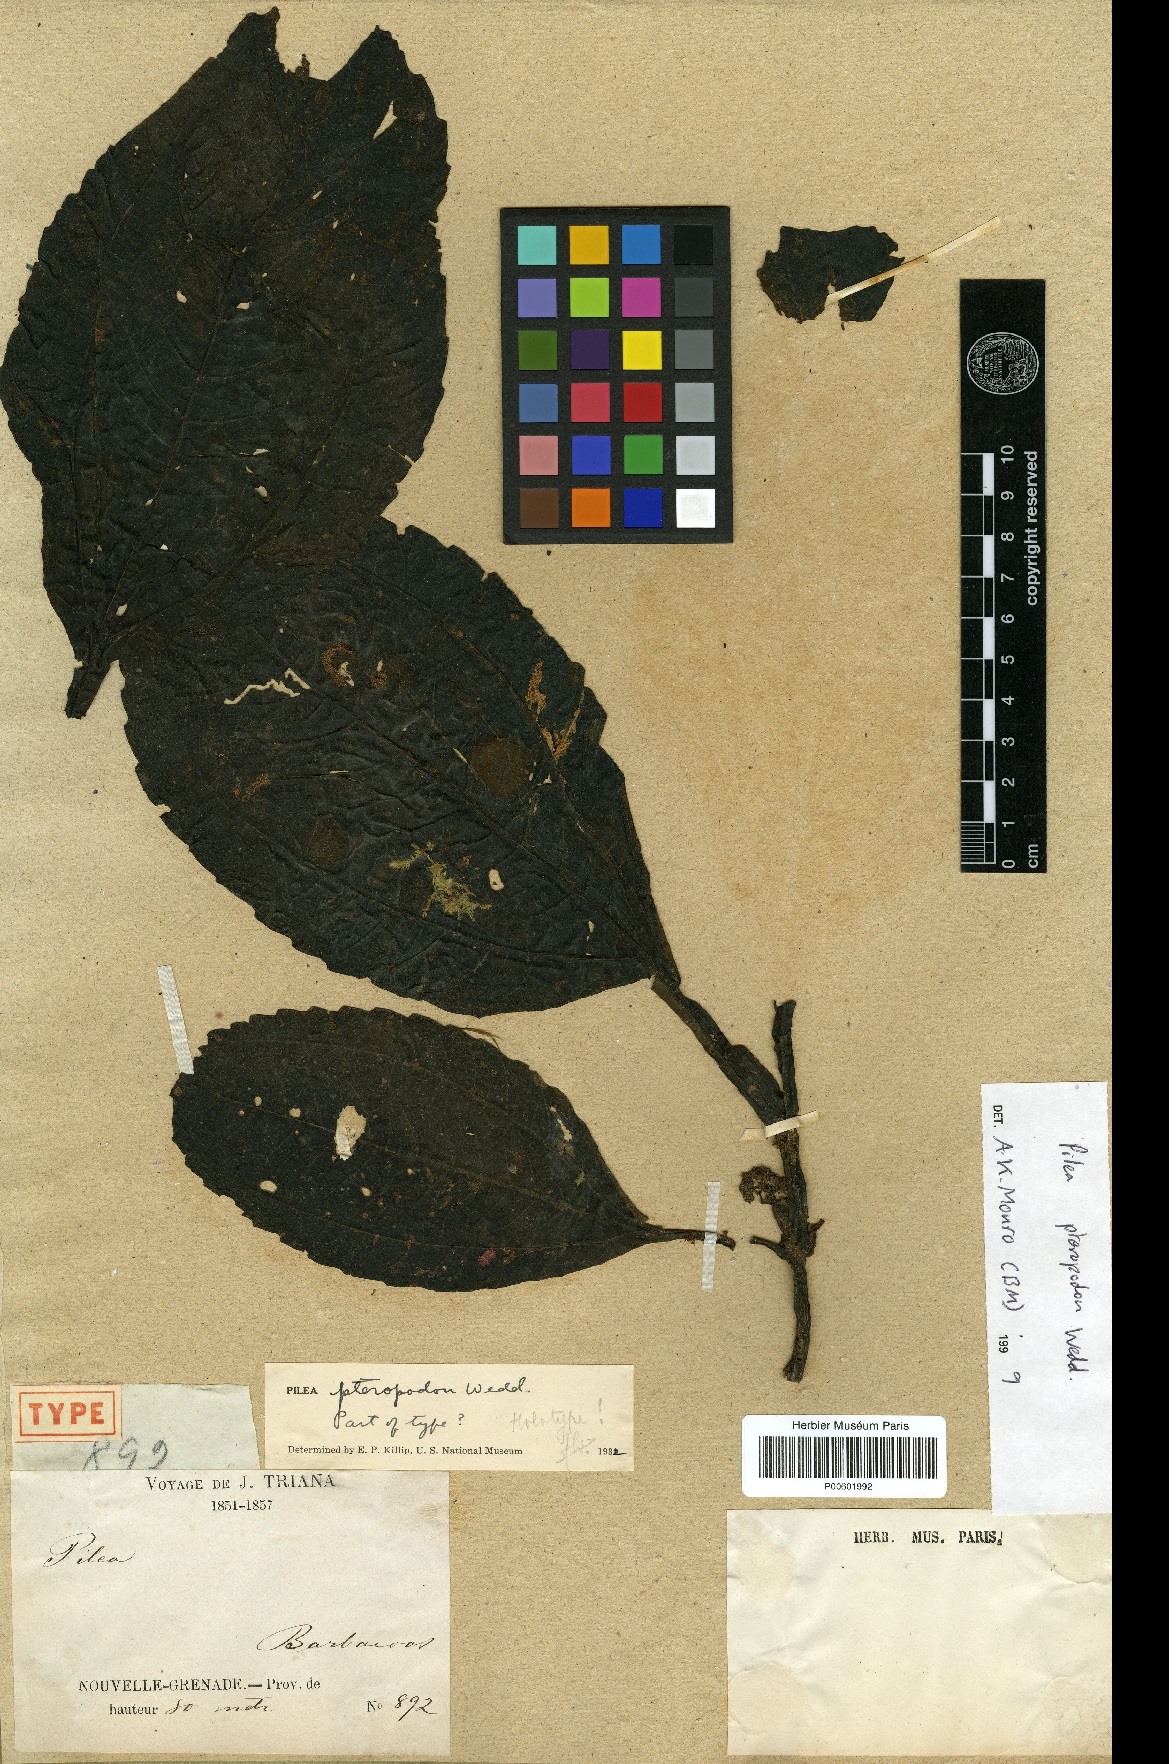 copyright reserved
cm 0 1 2 3 4 5 6 7 8 9 10
Pilea pteropodon Wedd.
DET. A.K. Monro (BM) 199 9
PILEA pteropodon Wedd.
Part of type? Holotype!
Determined by E. P. Killip, U. S. National Museum 1932
TYPE
892
VOYAGE DE J. TRIANA
1851-1857
Pilea
Barbacoas
NOUVELLE-GRENADE.— Prov. de
hauteur 80 mtr. No 892
Herbier Muséum Paris
P00601992
HERB. MUS. PARIS.